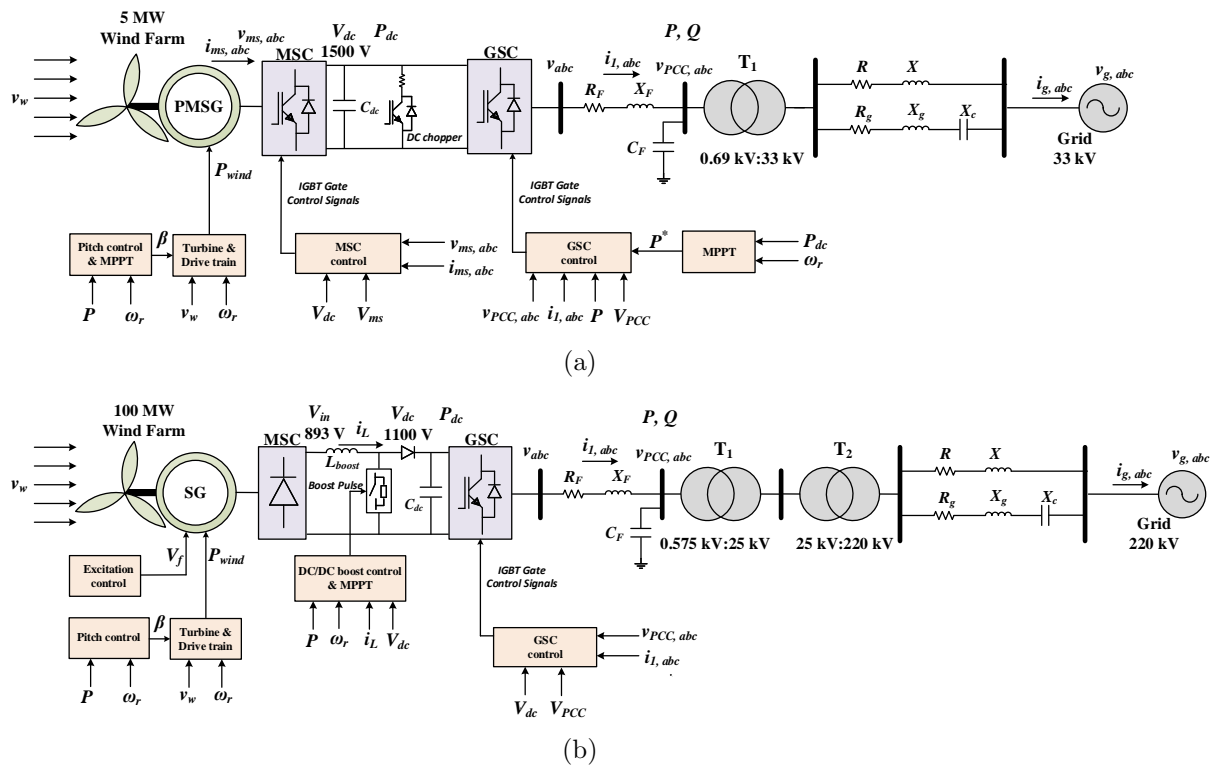 5 MW
Wind Farm
v_ms, abc
i_ms, abc
MSC
V_dc
1500 V
P_dc
GSC
P, Q
v_abc
i_1, abc
v_PCC, abc
T_1
R
X
i_g, abc
v_g, abc
v_w
PMSG
C_dc
DC chopper
R_F
X_F
C_F
0.69 kV:33 kV
R_g
X_g
X_c
Grid
33 kV
P_wind
IGBT Gate
Control Signals
IGBT Gate
Control Signals
Pitch control
& MPPT
β
Turbine &
Drive train
MSC
control
v_ms, abc
i_ms, abc
GSC
control
P*
MPPT
P_dc
ω_r
P
ω_r
v_w
ω_r
V_dc
V_ms
v_PCC, abc
i_1, abc
P
V_PCC
(a)
100 MW
Wind Farm
MSC
V_in
893 V
i_L
V_dc
1100 V
P_dc
GSC
P, Q
v_abc
i_1, abc
v_PCC, abc
T_1
T_2
R
X
i_g, abc
v_g, abc
v_w
SG
L_boost
Boost Pulse
C_dc
R_F
X_F
C_F
0.575 kV:25 kV
25 kV:220 kV
R_g
X_g
X_c
Grid
220 kV
V_f
P_wind
Excitation
control
DC/DC boost control
& MPPT
IGBT Gate
Control Signals
Pitch control
β
Turbine &
Drive train
P
ω_r
i_L
V_dc
GSC
control
v_PCC, abc
i_1, abc
P
ω_r
v_w
ω_r
V_dc
V_PCC
(b)